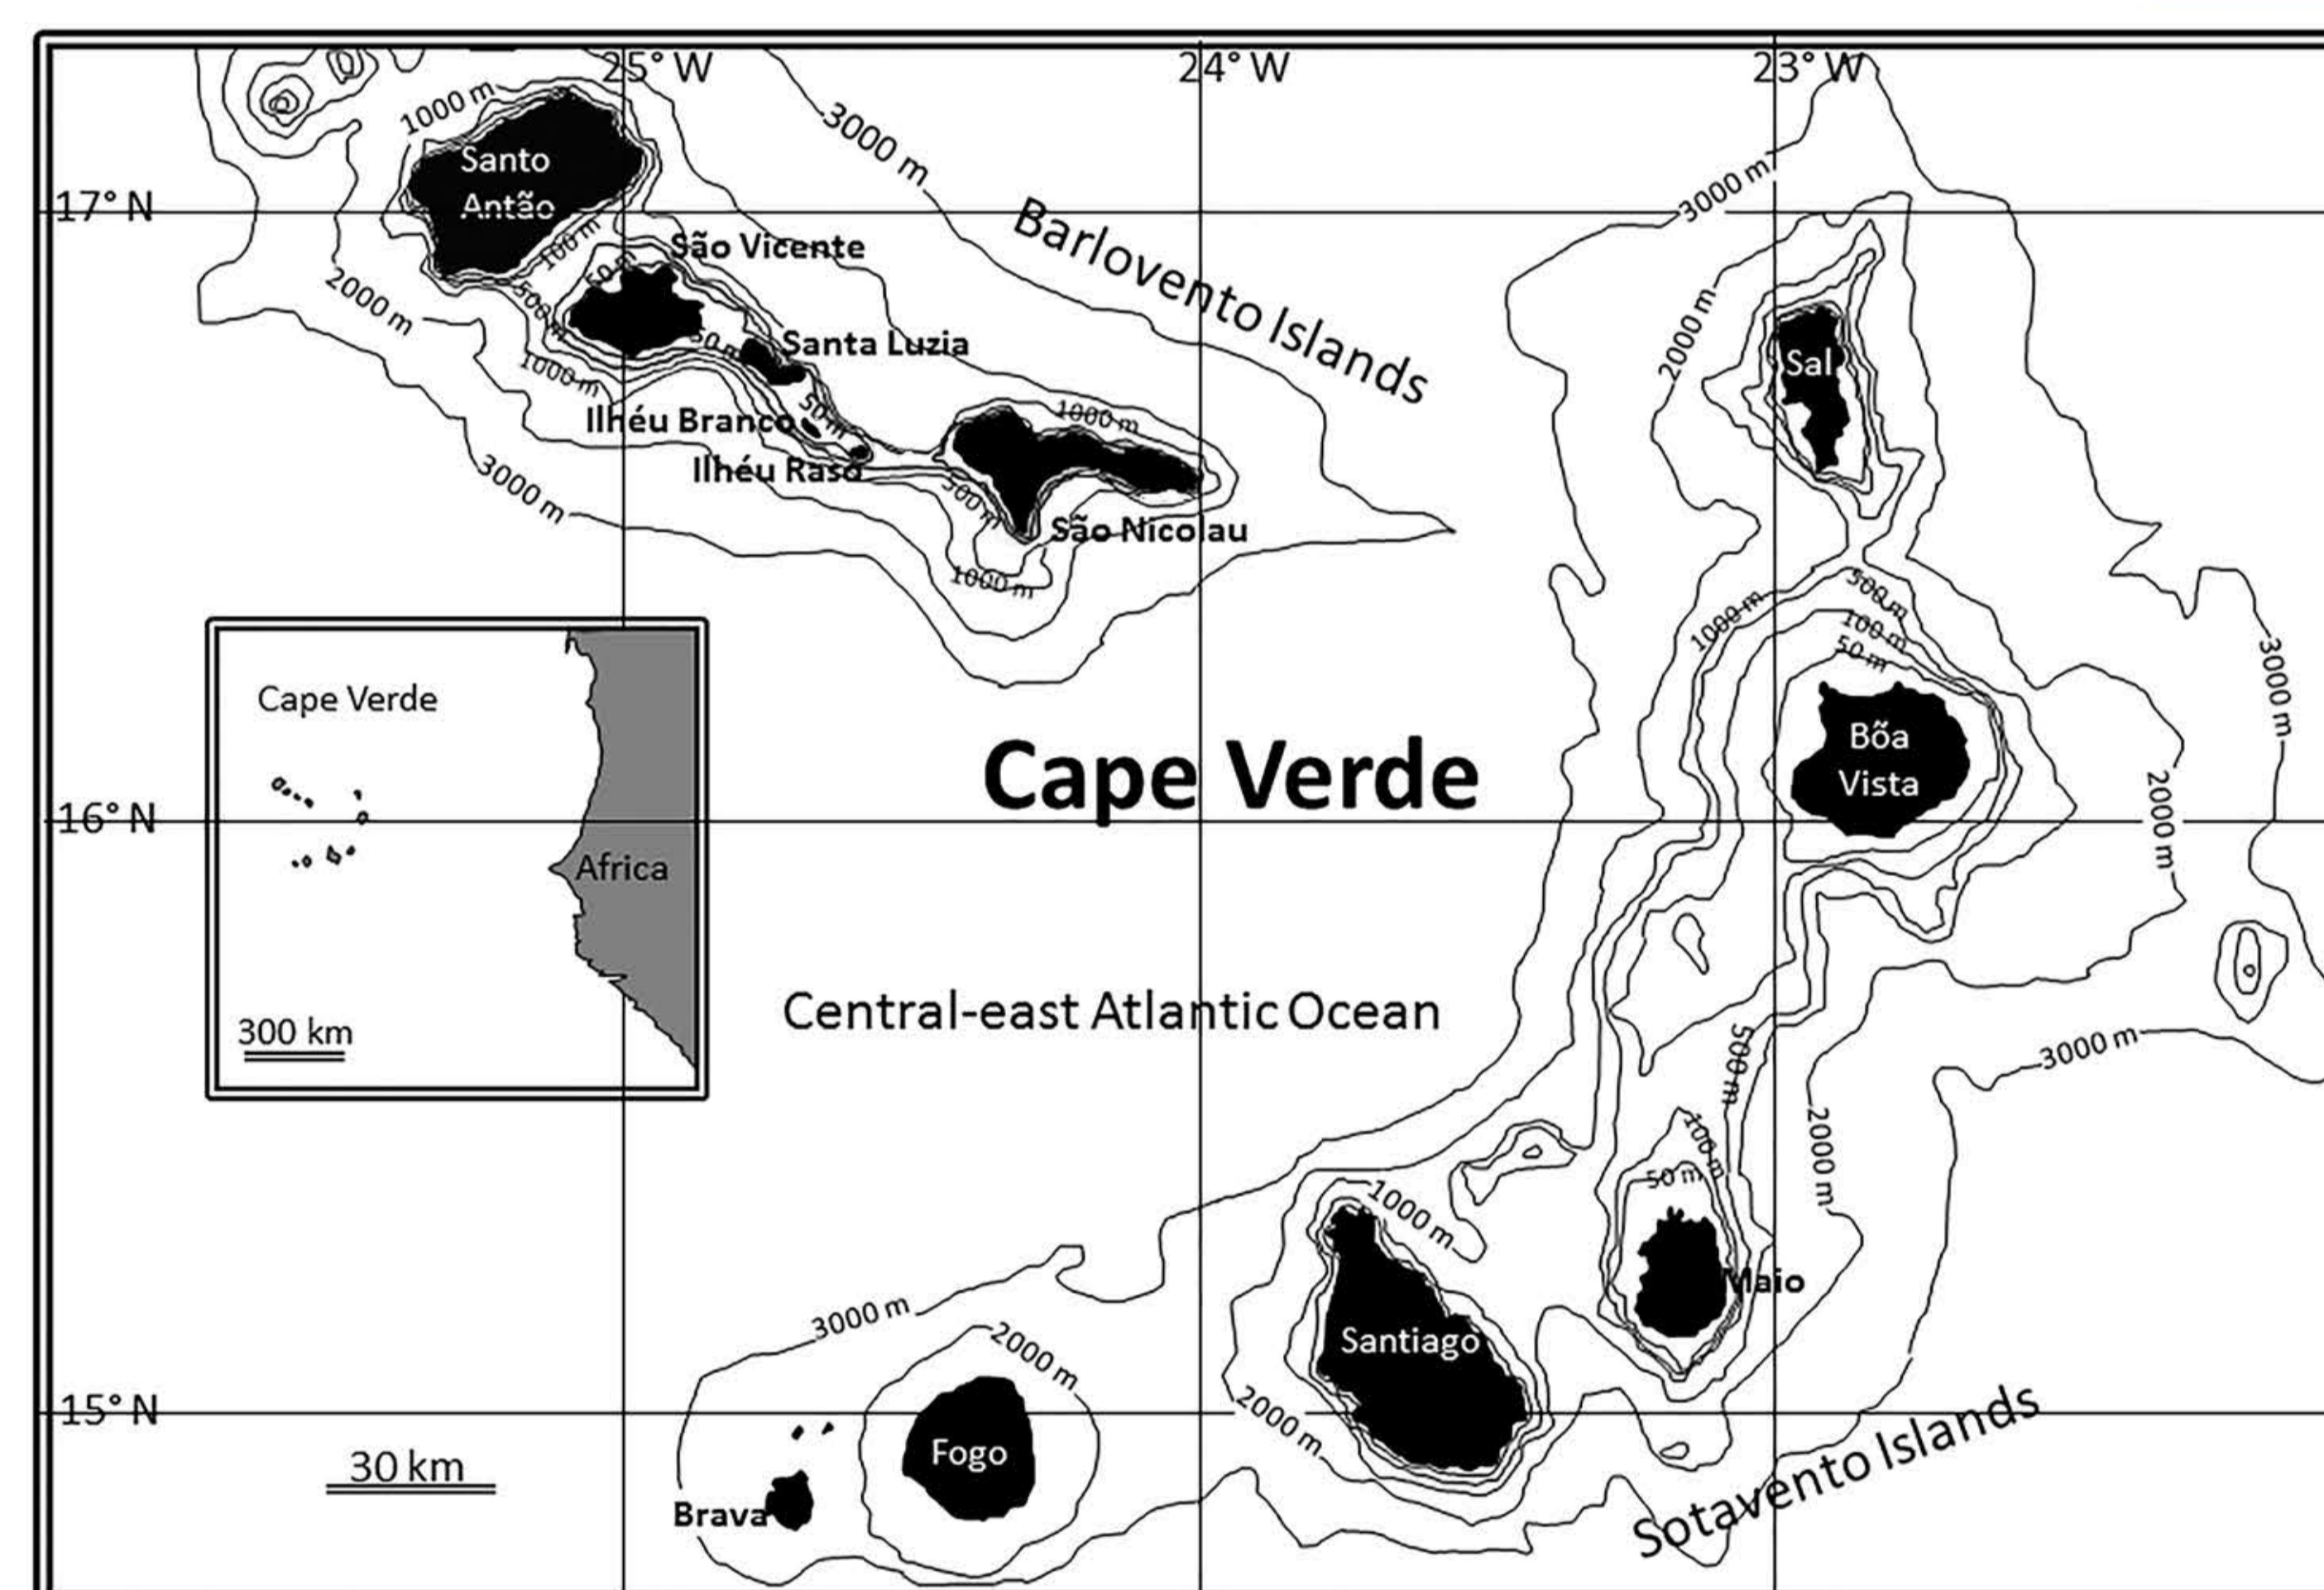 25° W
24° W
23° W
1000 m
3000 m
Santo
Antão
3000 m
17° N
Barlovento Islands
100 m
São Vicente
50 m
2000 m
500 m
2000 m
50 m
Santa Luzia
Sal
1000 m
Ilhéu Branco
50 m
1000 m
Ilhéu Raso
3000 m
500 m
São Nicolau
1000 m
500 m
1000 m
100 m
50 m
3000 m
Cape Verde
Cape Verde
Bõa
Vista
16° N
2000 m
Africa
Central-east Atlantic Ocean
300 km
500 m
3000 m
100 m
2000 m
50 m
1000 m
Maio
3000 m
2000 m
Santiago
15° N
2000 m
Sotavento Islands
Fogo
30 km
Brava